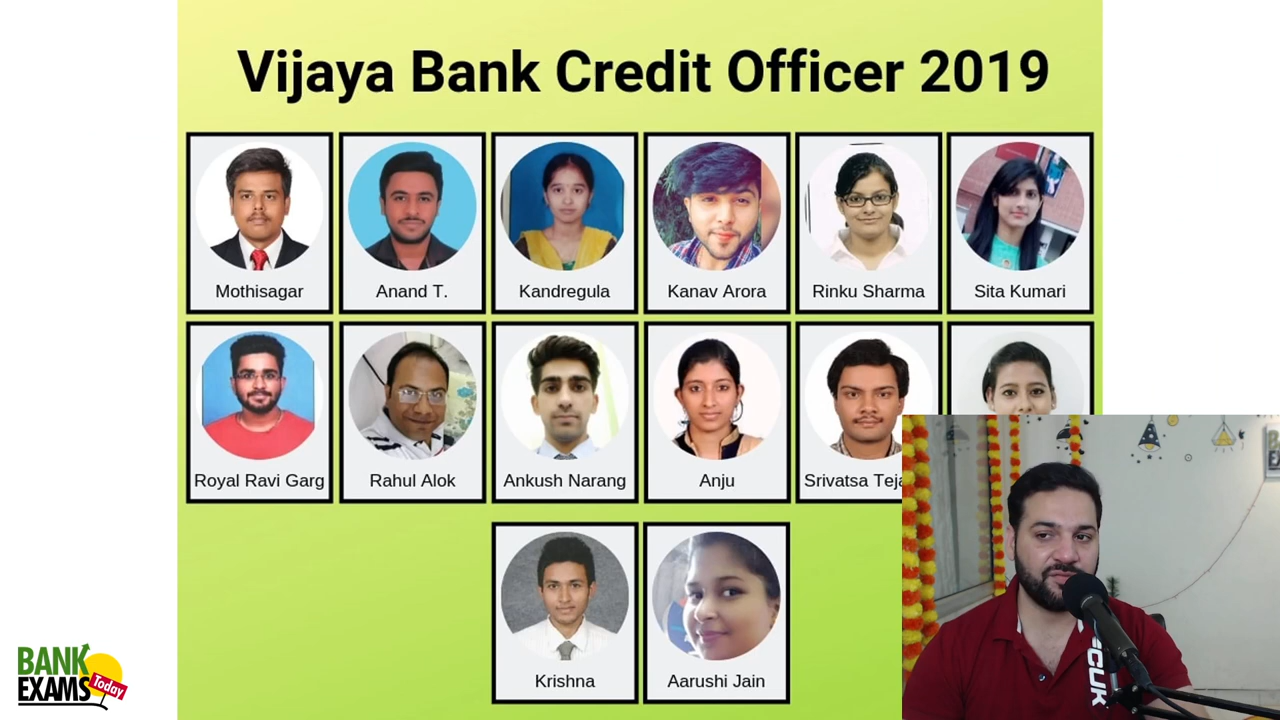 Vijaya Bank Credit Officer 2019
Mothisagar
Anand T.
Kandregula
Kanav Arora
Rinku Sharma
Sita Kumari
Royal Ravi Garg
Rahul Alok
Ankush Narang
Anju
Srivatsa
Krishna
Aarushi Jain
BANK
EXAMS
Today